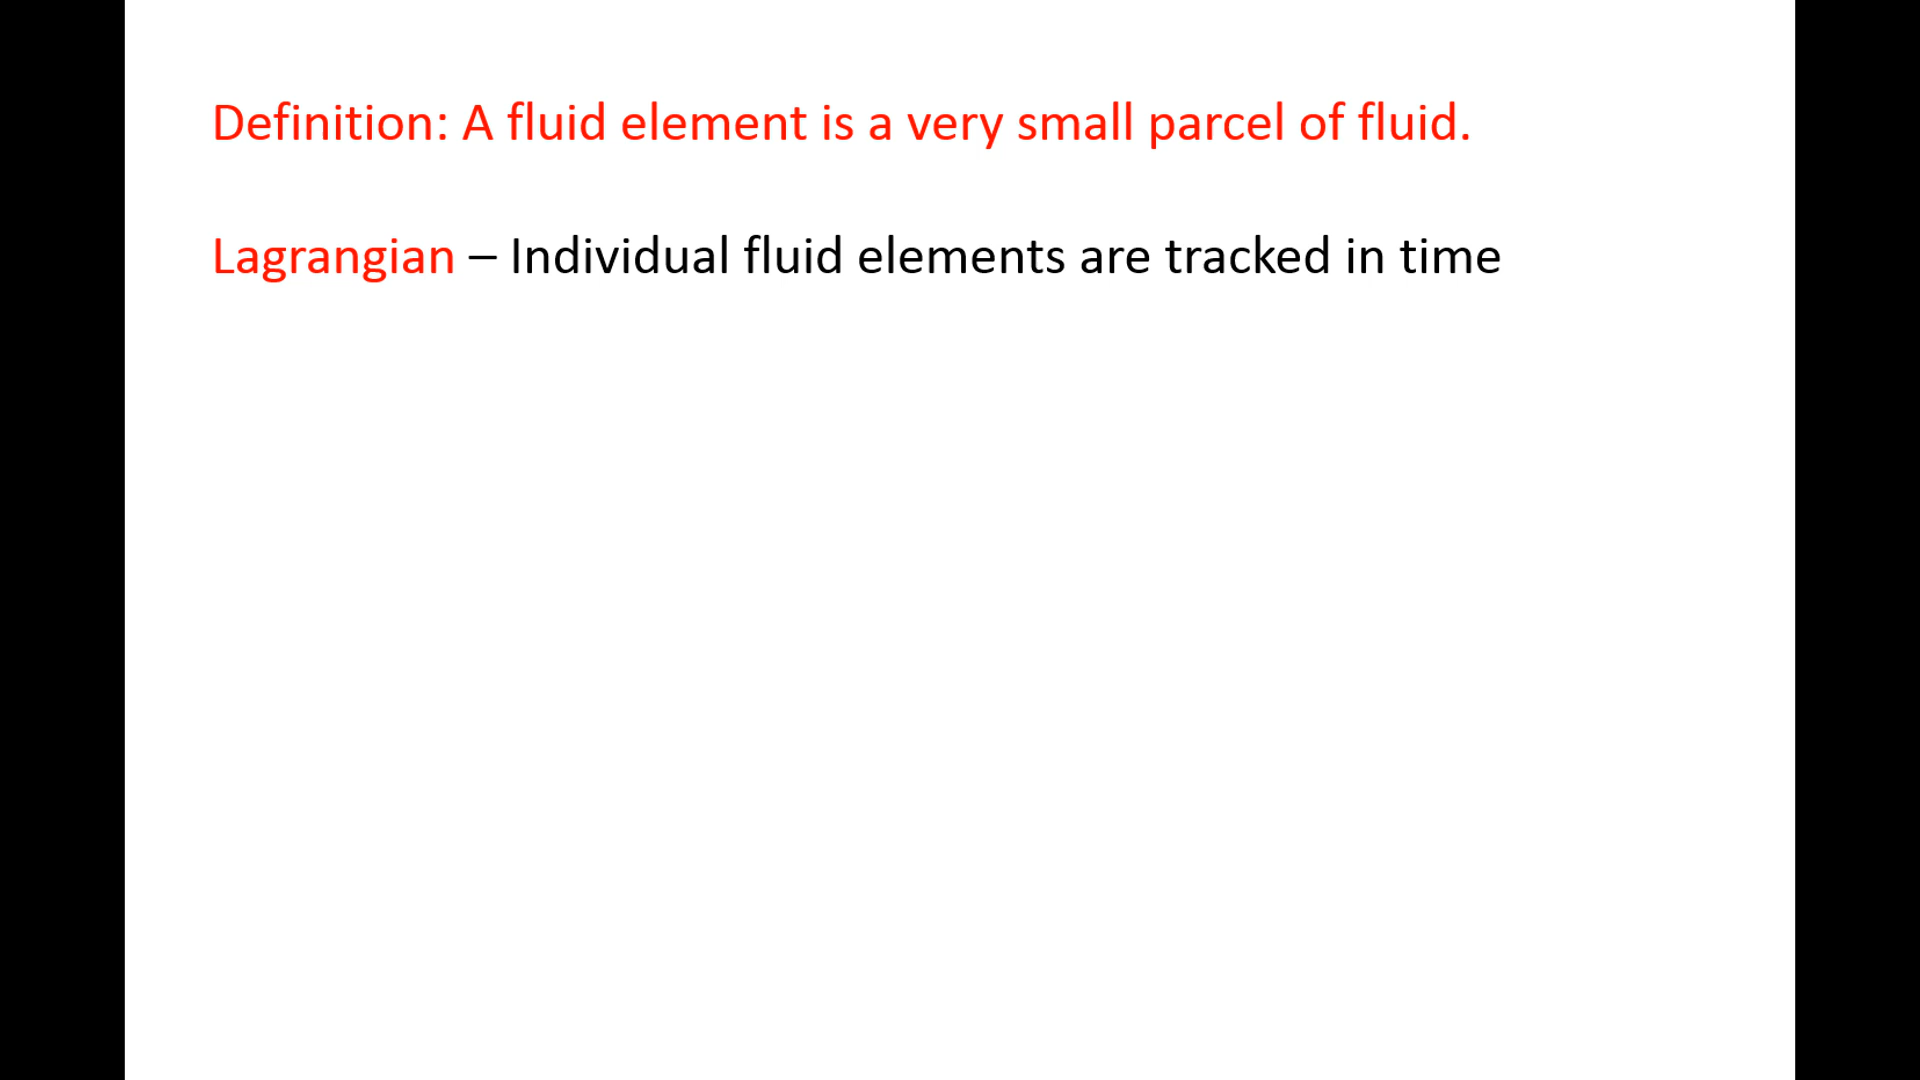 Definition: A fluid element is a very small parcel of fluid.
Lagrangian – Individual fluid elements are tracked in time